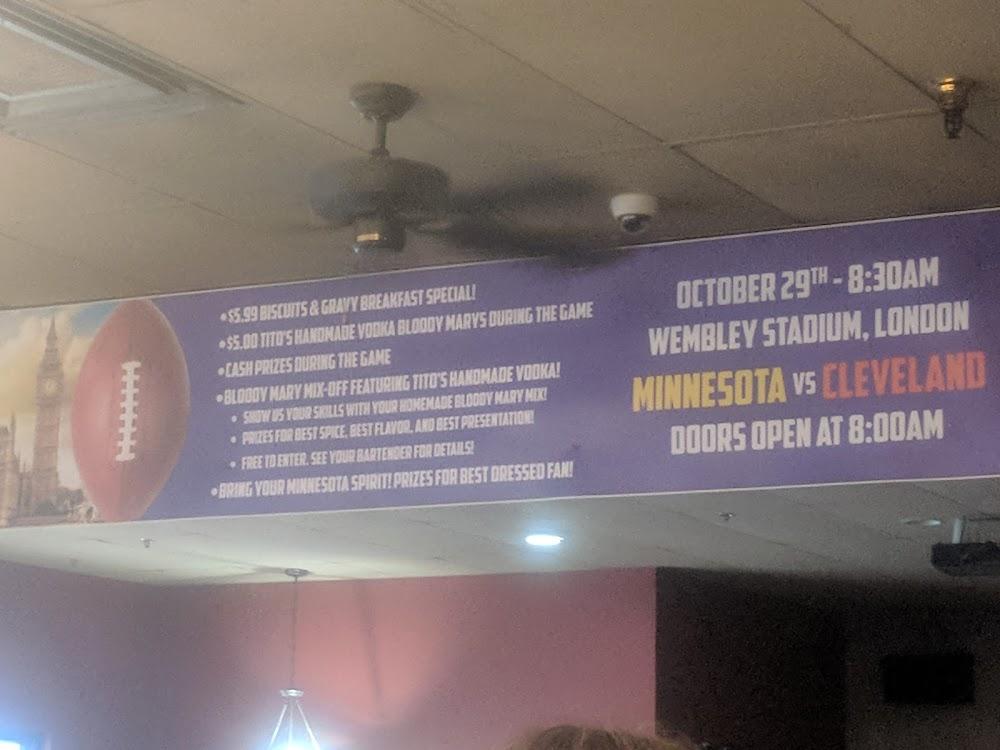 •$5.99 BISCUITS & GRAVY BREAKFAST SPECIAL!
•$5.00 TITO'S HANDMADE VODKA BLOODY MARYS DURING THE GAME
•CASH PRIZES DURING THE GAME
•BLOODY MARY MIX-OFF FEATURING TITO'S HANDMADE VODKA!
• SHOW US YOUR SKILLS WITH YOUR HOMEMADE BLOODY MARY MIX!
• PRIZES FOR BEST SPICE, BEST FLAVOR, AND BEST PRESENTATION!
• FREE TO ENTER. SEE YOUR BARTENDER FOR DETAILS!
•BRING YOUR MINNESOTA SPIRIT! PRIZES FOR BEST DRESSED FAN!
OCTOBER 29TH - 8:30AM
WEMBLEY STADIUM, LONDON
MINNESOTA VS CLEVELAND
DOORS OPEN AT 8:00AM